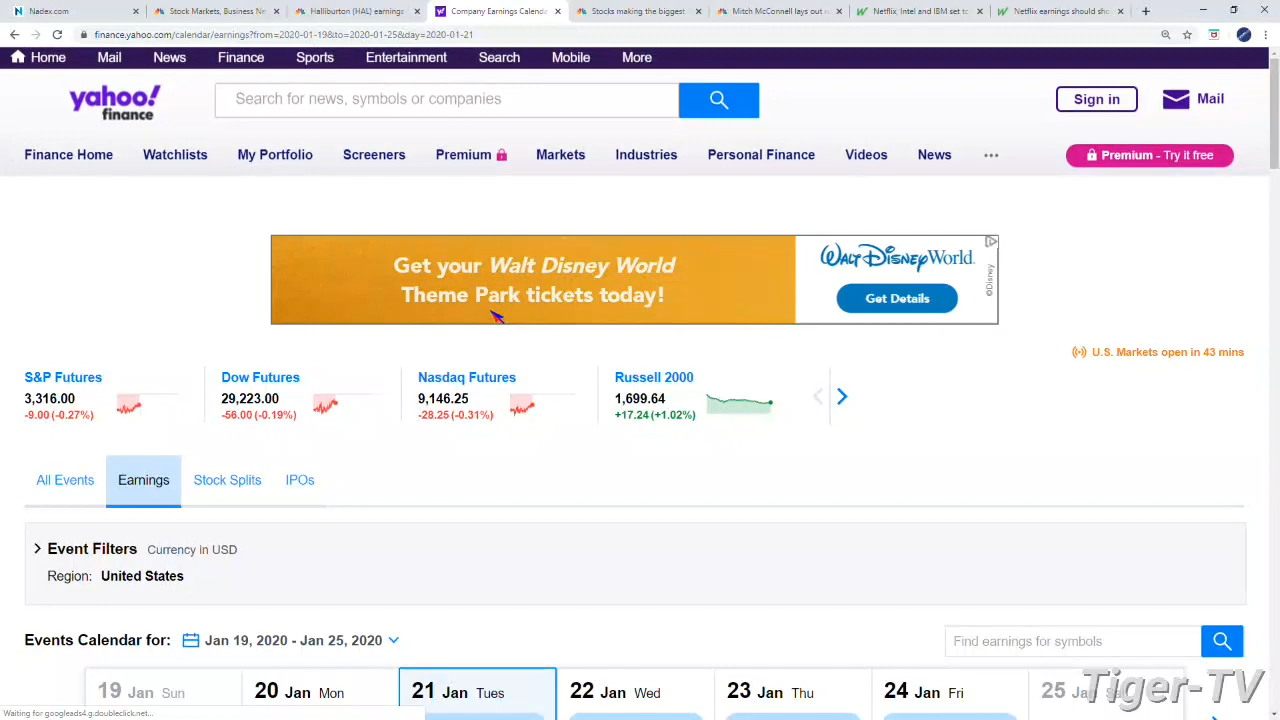 Nadex.com
Stock Markets, Business Ne
Halliburton (HAL) earnings
Company Earnings Calenda
Stocks making the biggest
Mitch McConnell lays out ru
Netflix, Intel and IBM set to
Netflix earnings should sho
finance.yahoo.com/calendar/earnings?from=2020-01-19&to=2020-01-25&day=2020-01-21
Home Mail News Finance Sports Entertainment Search Mobile More
yahoo!
finance
Search for news, symbols or companies
Sign in
Mail
Finance Home Watchlists My Portfolio Screeners Premium Markets Industries Personal Finance Videos News ...
Premium - Try it free
Get your Walt Disney World
Theme Park tickets today!
Walt Disney World.
Get Details
©Disney
U.S. Markets open in 43 mins
S&P Futures Dow Futures Nasdaq Futures Russell 2000
3,316.00 29,223.00 9,146.25 1,699.64
-9.00 (-0.27%) -56.00 (-0.19%) -28.25 (-0.31%) +17.24 (+1.02%)
All Events Earnings Stock Splits IPOs
Event Filters Currency in USD
Region: United States
Events Calendar for: Jan 19, 2020 - Jan 25, 2020
Find earnings for symbols
19 Jan Sun 20 Jan Mon 21 Jan Tues 22 Jan Wed 23 Jan Thu 24 Jan Fri 25 Ja
Tiger-TV
Waiting for googleads4.g.doubleclick.net...